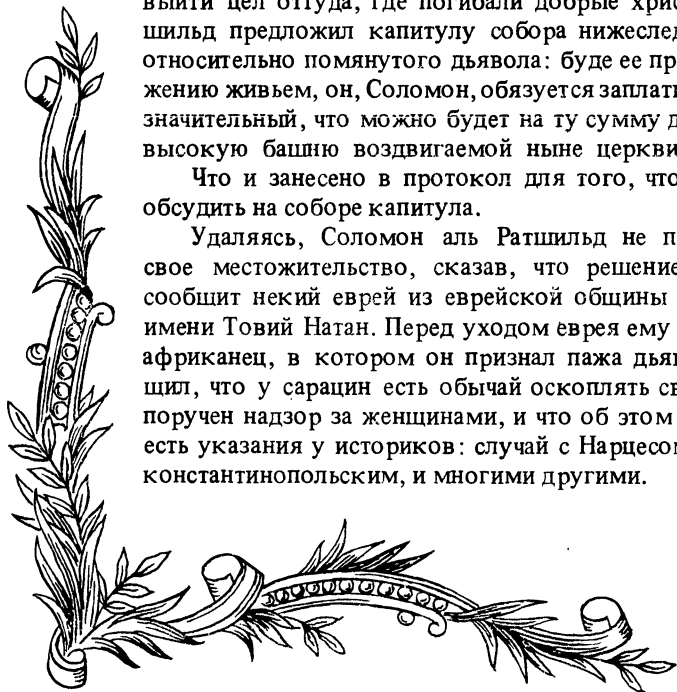 выйти цел оттуда, где погибали добрые хрис
шильд предложил капитулу собора нижеслед
относительно помянутого дьявола: буде ее пр
жению живьем, он, Соломон, обязуется заплати
значительный, что можно будет на ту сумму д
высокую башню воздвигаемой ныне церкви
Что и занесено в протокол для того, что
обсудить на соборе капитула.
Удаляясь, Соломон аль Ратшильд не п
свое местожительство, сказав, что решение
сообщит некий еврей из еврейской общины
имени Товий Натан. Перед уходом еврея ему
африканец, в котором он признал пажа дьяв
щил, что у сарацин есть обычай оскоплять св
поручен надзор за женщинами, и что об этом
есть указания у историков: случай с Нарцесом
константинопольским, и многими другими.